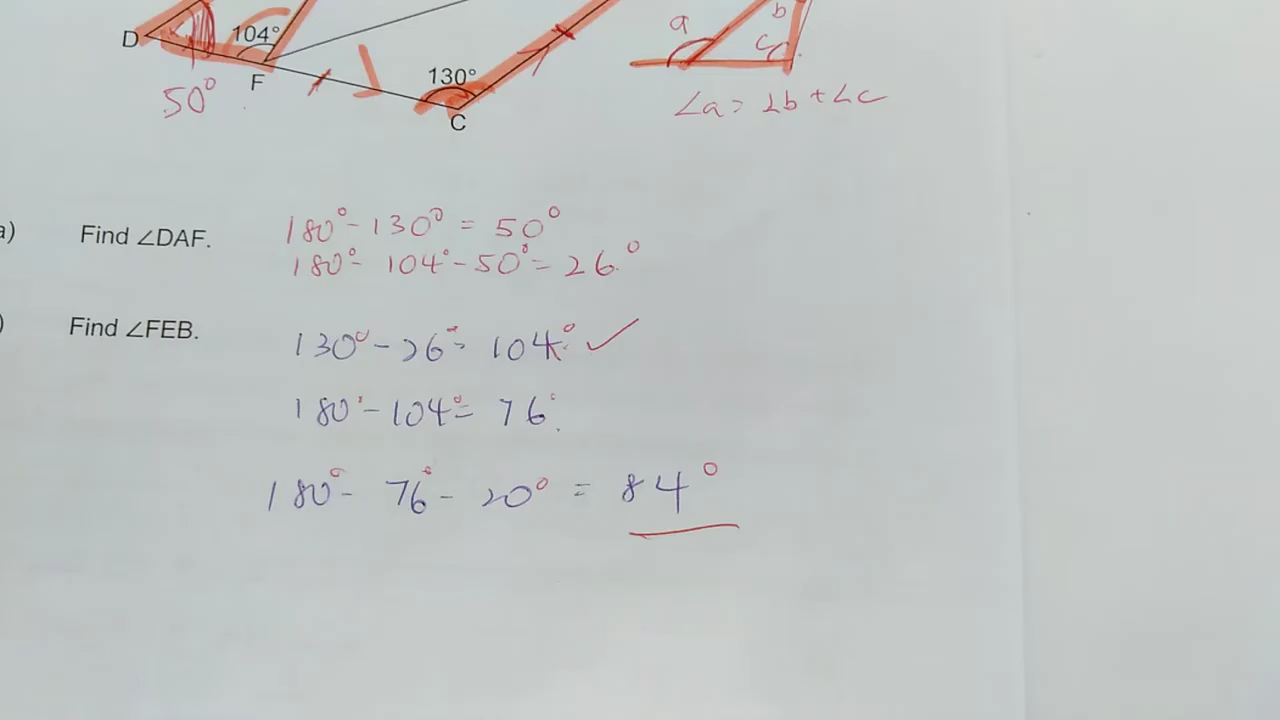 D
104°
F
50°
130°
C
a
b
c
∠a = ∠b + ∠c
a) Find ∠DAF.
180° - 130° = 50°
180° - 104° - 50° = 26°
) Find ∠FEB.
130° - 26° = 104°
180° - 104° = 76°
180° - 76° - 20° = 84°